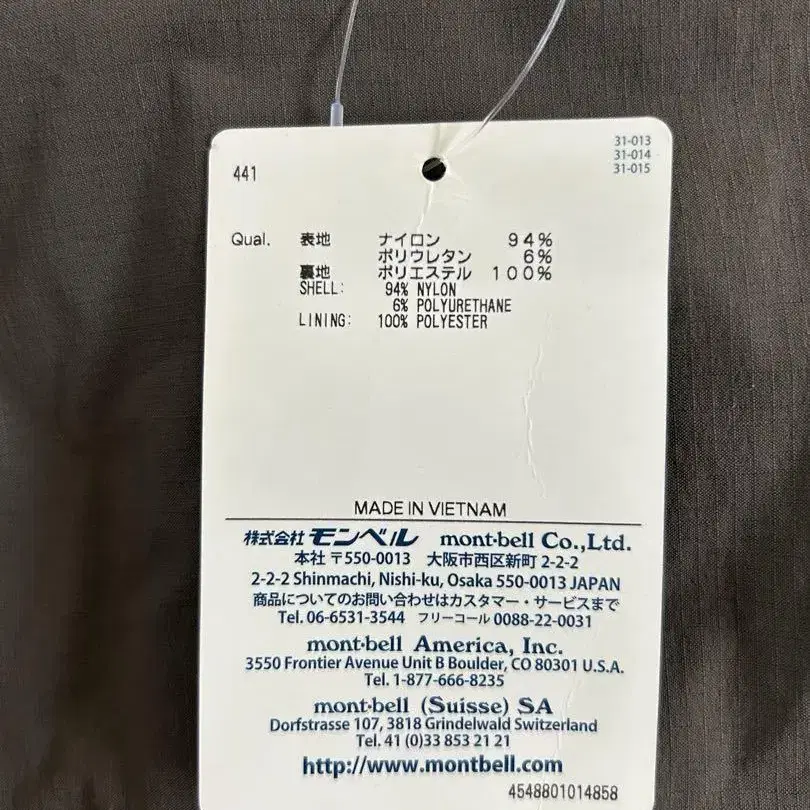 441
31-013
31-014
31-015
Qual. 表地 ナイロン 94%
ポリウレタン 6%
裏地 ポリエステル 100%
SHELL: 94% NYLON
6% POLYURETHANE
LINING: 100% POLYESTER
MADE IN VIETNAM
株式会社 モンベル mont-bell Co.,Ltd.
本社 〒550-0013 大阪市西区新町 2-2-2
2-2-2 Shinmachi, Nishi-ku, Osaka 550-0013 JAPAN
商品についてのお問い合わせはカスタマー・サービスまで
Tel. 06-6531-3544 フリーコール 0088-22-0031
mont-bell America, Inc.
3550 Frontier Avenue Unit B Boulder, CO 80301 U.S.A.
Tel. 1-877-666-8235
mont-bell (Suisse) SA
Dorfstrasse 107, 3818 Grindelwald Switzerland
Tel. 41 (0)33 853 21 21
http://www.montbell.com
4548801014858